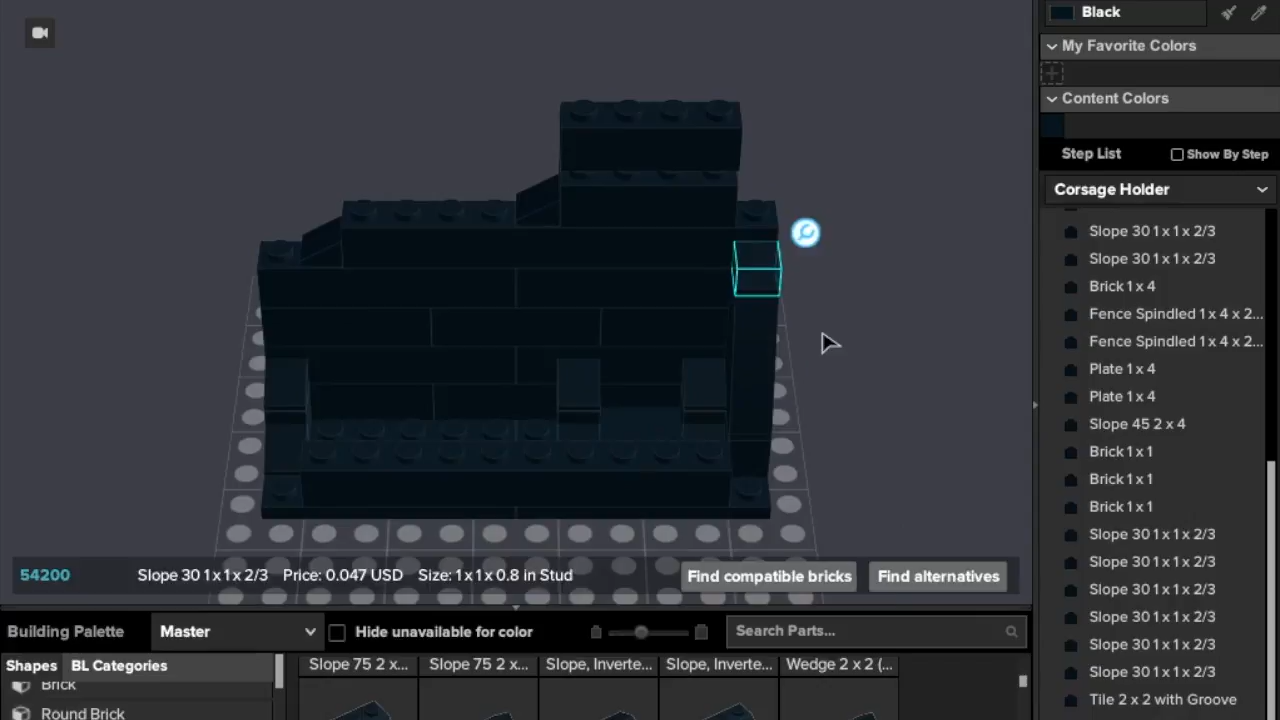 Black
My Favorite Colors
Content Colors
Step List
Show By Step
Corsage Holder
Slope 30 1 x 1 x 2/3
Slope 30 1 x 1 x 2/3
Brick 1 x 4
Fence Spindled 1 x 4 x 2...
Fence Spindled 1 x 4 x 2...
Plate 1 x 4
Plate 1 x 4
Slope 45 2 x 4
Brick 1 x 1
Brick 1 x 1
Brick 1 x 1
Slope 30 1 x 1 x 2/3
Slope 30 1 x 1 x 2/3
Slope 30 1 x 1 x 2/3
Slope 30 1 x 1 x 2/3
Slope 30 1 x 1 x 2/3
Slope 30 1 x 1 x 2/3
Tile 2 x 2 with Groove
54200 Slope 30 1 x 1 x 2/3 Price: 0.047 USD Size: 1 x 1 x 0.8 in Stud
Find compatible bricks
Find alternatives
Building Palette
Master
Hide unavailable for color
Search Parts...
Shapes
BL Categories
Brick
Round Brick
Slope 75 2 x...
Slope 75 2 x...
Slope, Inverte...
Slope, Inverte...
Wedge 2 x 2 (...